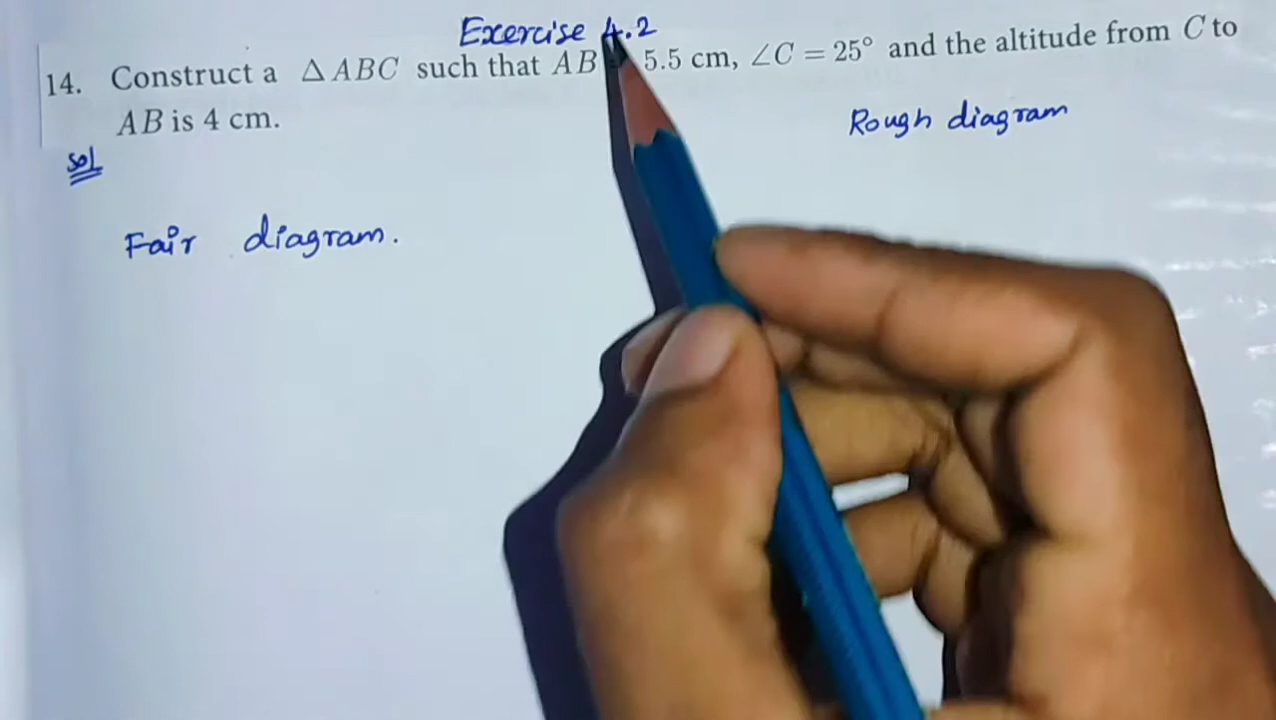 Exercise 4.2
14. Construct a △ABC such that AB 5.5 cm, ∠C = 25° and the altitude from C to
AB is 4 cm.
Rough diagram
Sol
Fair diagram.